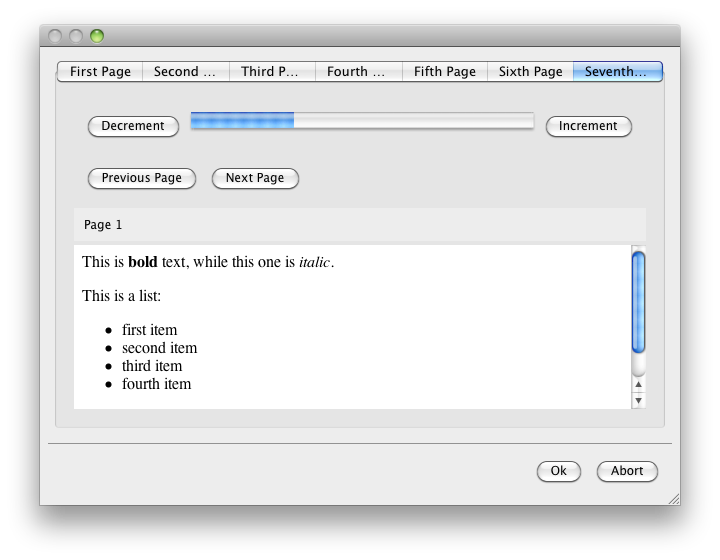 First Page Second ... Third P... Fourth ... Fifth Page Sixth Page Seventh...
Decrement Increment
Previous Page Next Page
Page 1
This is bold text, while this one is italic.
This is a list:
• first item
• second item
• third item
• fourth item
Ok Abort